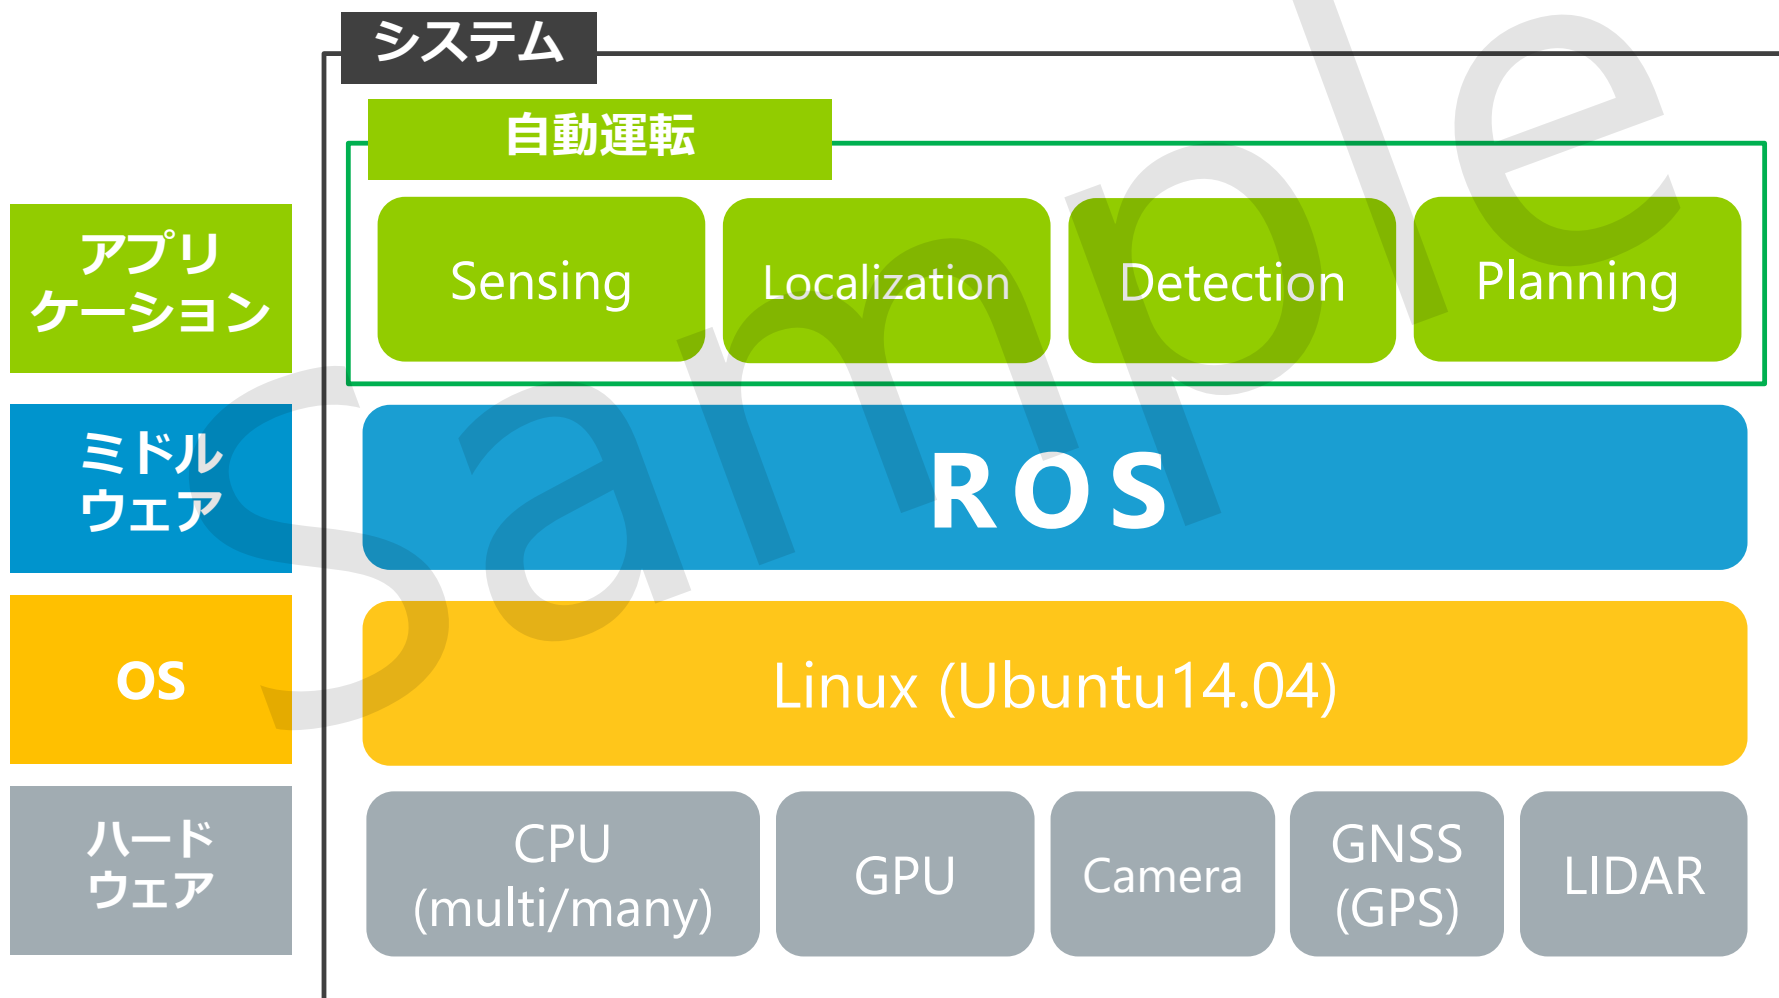 システム
自動運転
アプリ
ケーション
Sensing
Localization
Detection
Planning
ミドル
ウェア
ROS
OS
Linux (Ubuntu14.04)
ハード
ウェア
CPU
(multi/many)
GPU
Camera
GNSS
(GPS)
LIDAR
Sample